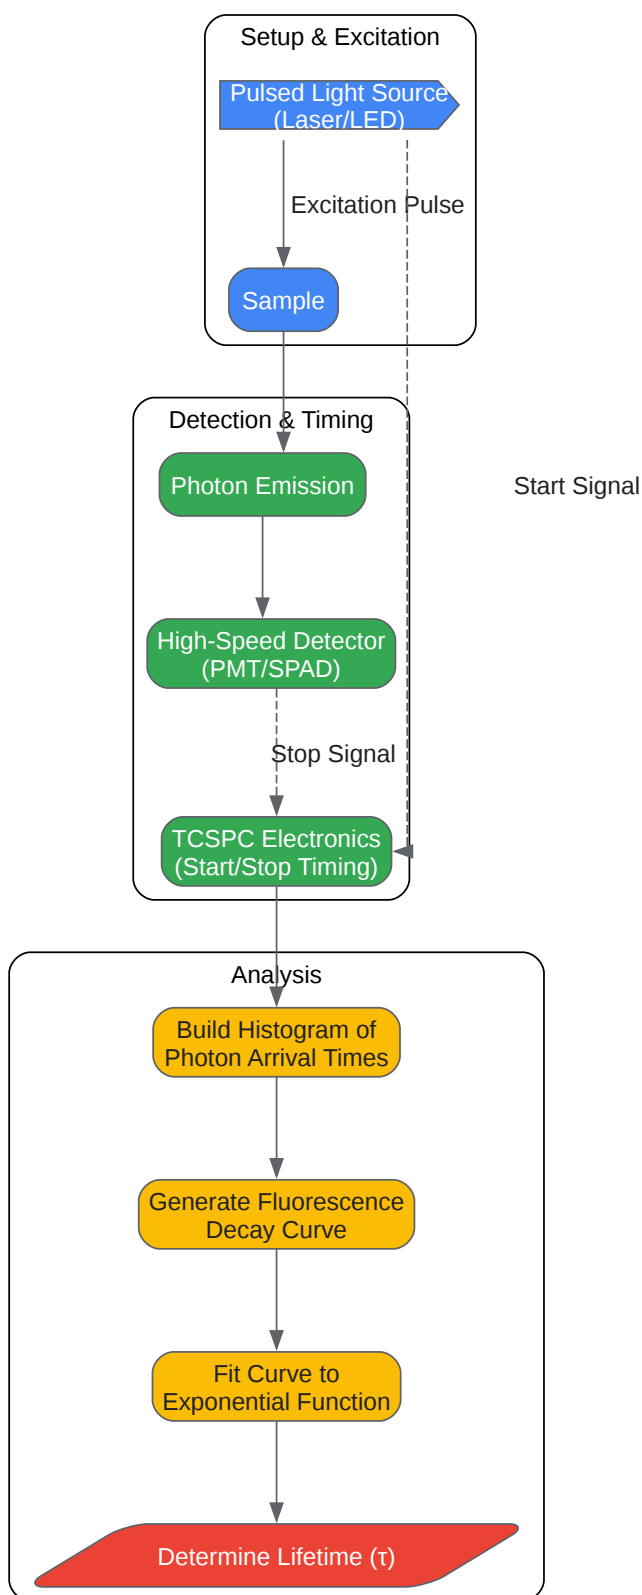 Setup & Excitation
Pulsed Light Source
(Laser/LED)
Excitation Pulse
Sample
Detection & Timing
Photon Emission
Start Signal
High-Speed Detector
(PMT/SPAD)
Stop Signal
TCSPC Electronics
(Start/Stop Timing)
Analysis
Build Histogram of
Photon Arrival Times
Generate Fluorescence
Decay Curve
Fit Curve to
Exponential Function
Determine Lifetime (τ)